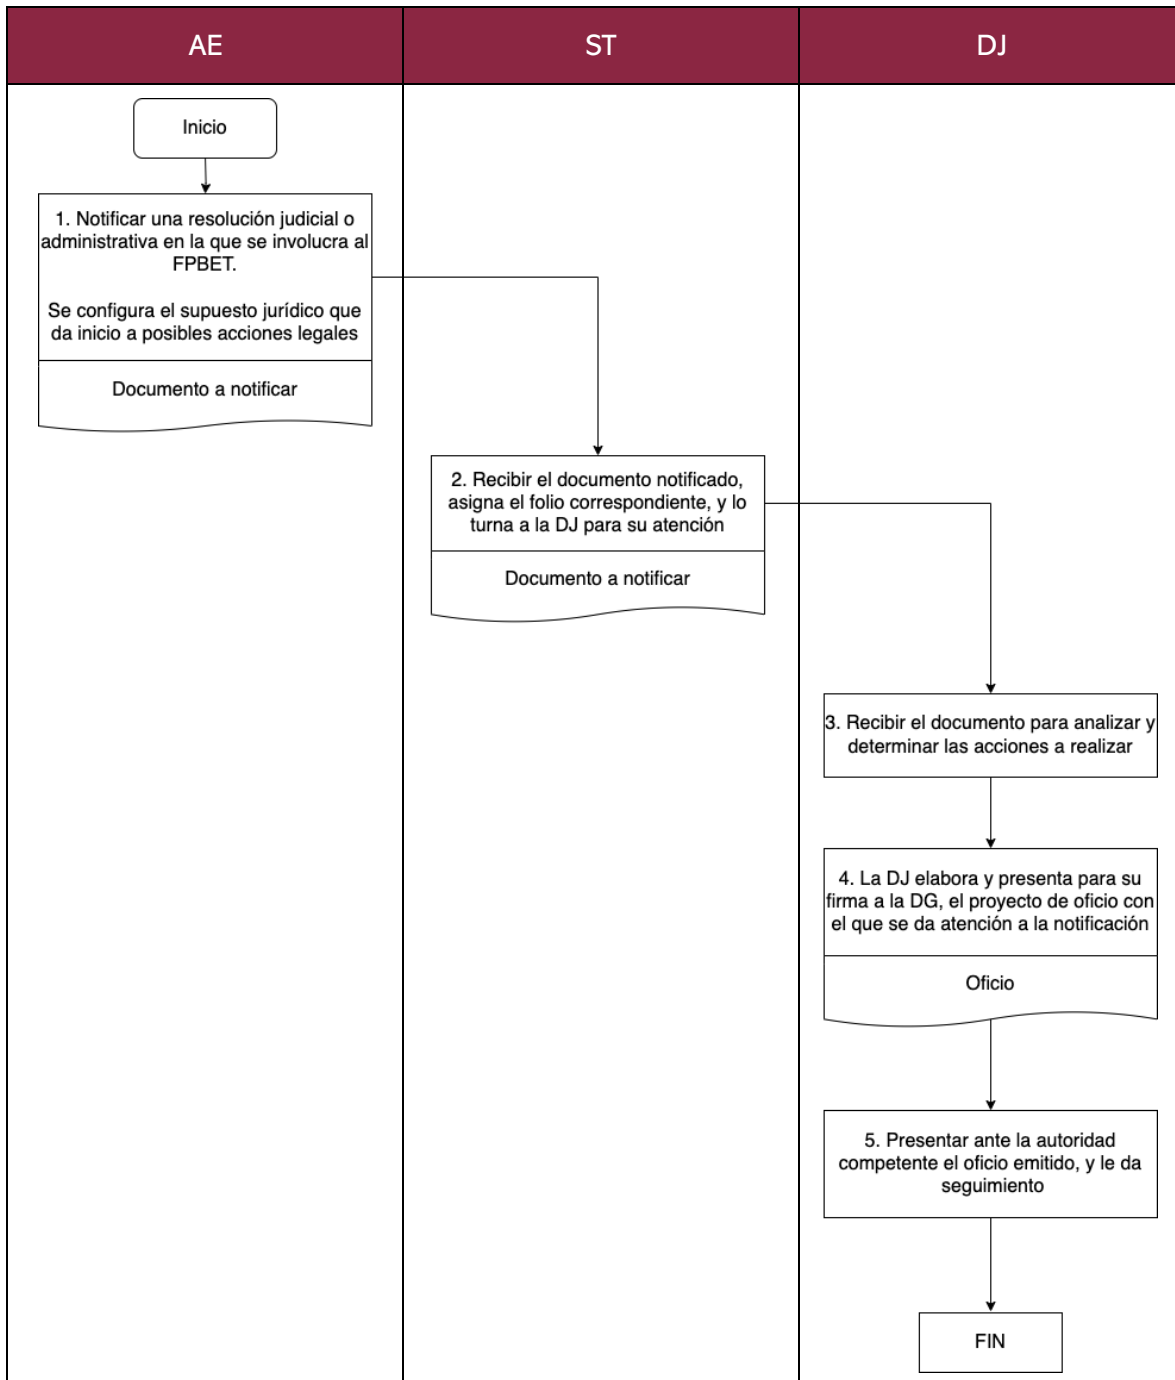 AE
ST
DJ
Inicio
1. Notificar una resolución judicial o
administrativa en la que se involucra al
FPBET.
Se configura el supuesto jurídico que
da inicio a posibles acciones legales
Documento a notificar
2. Recibir el documento notificado,
asigna el folio correspondiente, y lo
turna a la DJ para su atención
Documento a notificar
3. Recibir el documento para analizar y
determinar las acciones a realizar
4. La DJ elabora y presenta para su
firma a la DG, el proyecto de oficio con
el que se da atención a la notificación
Oficio
5. Presentar ante la autoridad
competente el oficio emitido, y le da
seguimiento
FIN